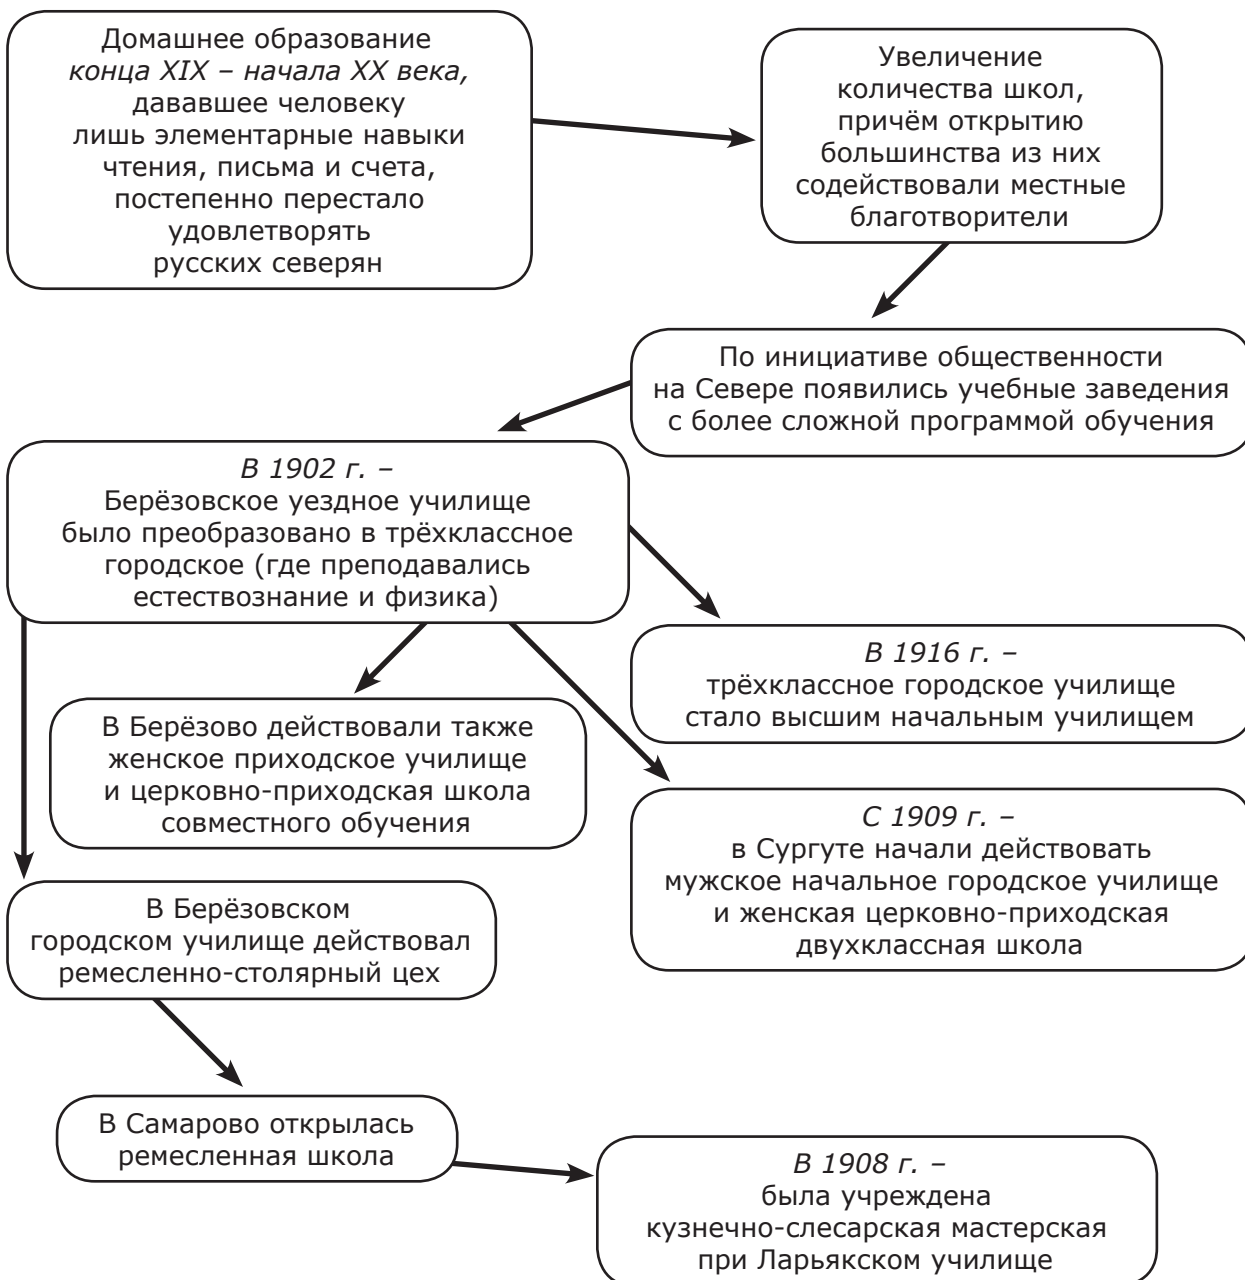 Домашнее образование
конца XIX – начала XX века,
дававшее человеку
лишь элементарные навыки
чтения, письма и счета,
постепенно перестало
удовлетворять
русских северян
Увеличение
количества школ,
причём открытию
большинства из них
содействовали местные
благотворители
По инициативе общественности
на Севере появились учебные заведения
с более сложной программой обучения
В 1902 г. –
Берёзовское уездное училище
было преобразовано в трёхклассное
городское (где преподавались
естествознание и физика)
В 1916 г. –
трёхклассное городское училище
стало высшим начальным училищем
В Берёзово действовали также
женское приходское училище
и церковно-приходская школа
совместного обучения
С 1909 г. –
в Сургуте начали действовать
мужское начальное городское училище
и женская церковно-приходская
двухклассная школа
В Берёзовском
городском училище действовал
ремесленно-столярный цех
В Самарово открылась
ремесленная школа
В 1908 г. –
была учреждена
кузнечно-слесарская мастерская
при Ларьякском училище